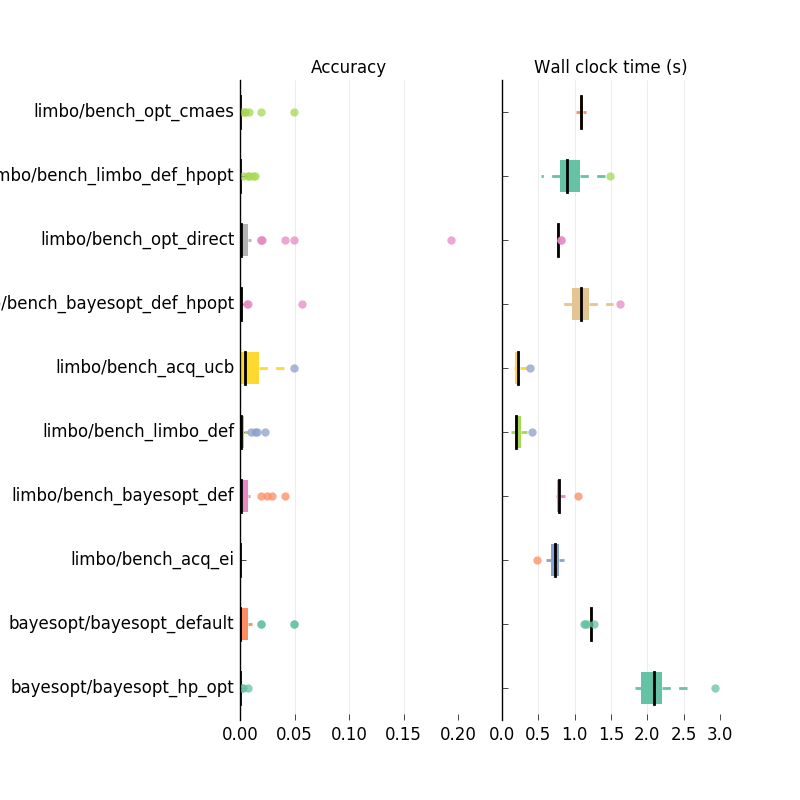 Accuracy Wall clock time (s)
limbo/bench_opt_cmaes
mbo/bench_limbo_def_hpopt
limbo/bench_opt_direct
/bench_bayesopt_def_hpopt
limbo/bench_acq_ucb
limbo/bench_limbo_def
limbo/bench_bayesopt_def
limbo/bench_acq_ei
bayesopt/bayesopt_default
bayesopt/bayesopt_hp_opt
0.00 0.05 0.10 0.15 0.20 0.0 0.5 1.0 1.5 2.0 2.5 3.0